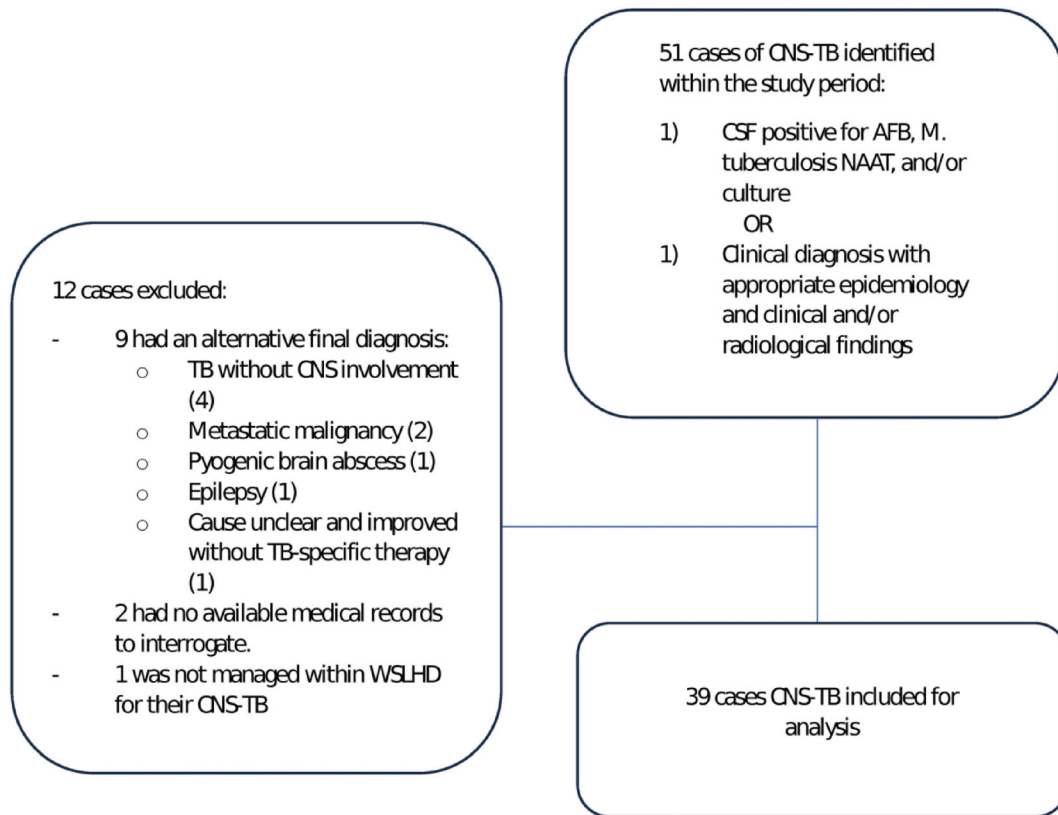 51 cases of CNS-TB identified
within the study period:
1) CSF positive for AFB, M.
tuberculosis NAAT, and/or
culture
OR
1) Clinical diagnosis with
appropriate epidemiology
and clinical and/or
radiological findings
12 cases excluded:
- 9 had an alternative final diagnosis:
o TB without CNS involvement
(4)
o Metastatic malignancy (2)
o Pyogenic brain abscess (1)
o Epilepsy (1)
o Cause unclear and improved
without TB-specific therapy
(1)
- 2 had no available medical records
to interrogate.
- 1 was not managed within WSLHD
for their CNS-TB
39 cases CNS-TB included for
analysis